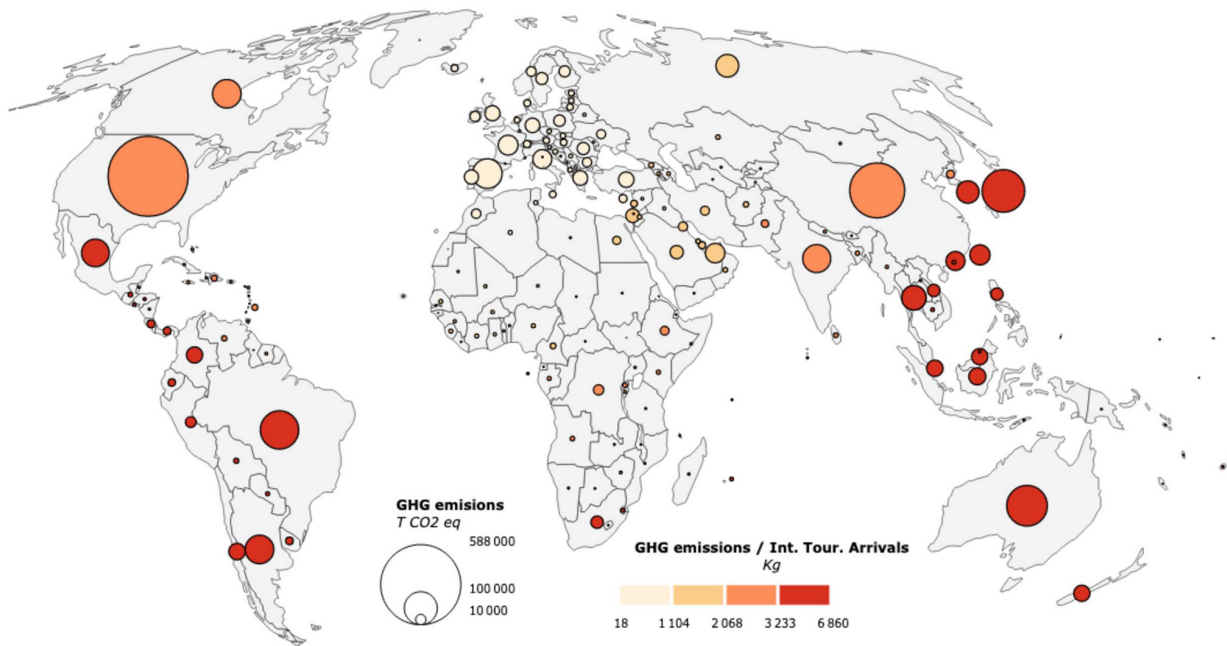 GHG emisions
T CO2 eq
588 000
100 000
10 000
GHG emissions / Int. Tour. Arrivals
Kg
18 1 104 2 068 3 233 6 860